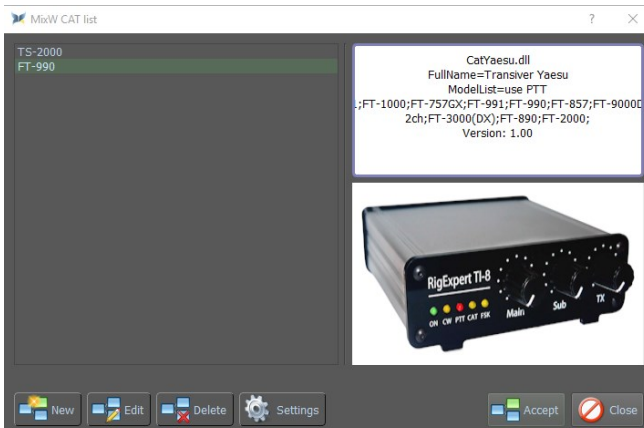 MixW CAT list
TS-2000
FT-990
CatYaesu.dll
FullName=Transiver Yaesu
ModelList=use PTT
;FT-1000;FT-757GX;FT-991;FT-990;FT-857;FT-9000D
2ch;FT-3000(DX);FT-890;FT-2000;
Version: 1.00
RigExpert TI-8
ON CW PTT CAT FSK
Main
Sub
TX
New
Edit
Delete
Settings
Accept
Close